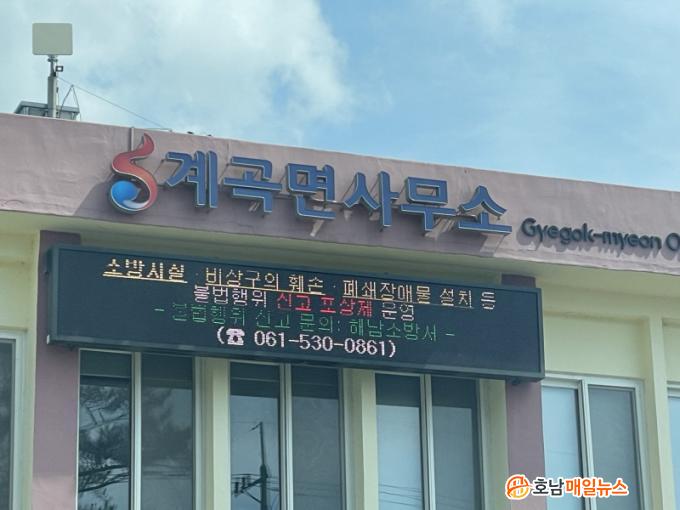 계곡면사무소
Gyegok-myeon O
소방시설·비상구의 훼손·폐쇄장애물 설치 등
불법행위 신고 포상제 운영
- 불법행위 신고 문의: 해남소방서 -
(☎ 061-530-0861)
호남매일뉴스